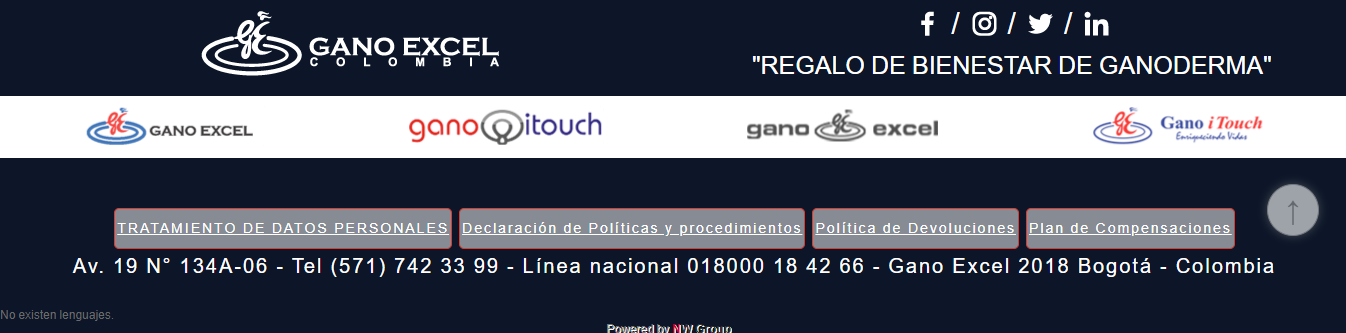 GANO EXCEL
COLOMBIA
/ / /
"REGALO DE BIENESTAR DE GANODERMA"
GANO EXCEL
gano itouch
gano excel
Gano i Touch
Enriqueciendo Vidas
TRATAMIENTO DE DATOS PERSONALES Declaración de Políticas y procedimientos Política de Devoluciones Plan de Compensaciones
Av. 19 N° 134A-06 - Tel (571) 742 33 99 - Línea nacional 018000 18 42 66 - Gano Excel 2018 Bogotá - Colombia
No existen lenguajes.
Powered by NW Group